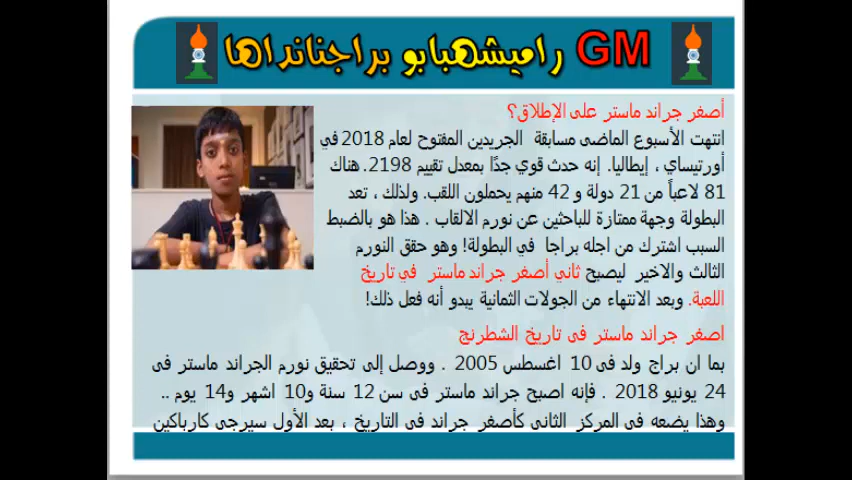 GM راميشهبابو براجنانداها
أصغر جراند ماستر على الإطلاق؟
انتهت الأسبوع الماضى مسابقة الجريدين المفتوح لعام 2018 في
أورتيساي ، إيطاليا. إنه حدث قوي جدًا بمعدل تقييم 2198. هناك
81 لاعباً من 21 دولة و 42 منهم يحملون اللقب. ولذلك ، تعد
البطولة وجهة ممتازة للباحثين عن نورم الالقاب . هذا هو بالضبط
السبب اشترك من اجله براجا في البطولة! وهو حقق النورم
الثالث والاخير ليصبح ثاني أصغر جراند ماستر في تاريخ
اللعبة. وبعد الانتهاء من الجولات الثمانية يبدو أنه فعل ذلك!
اصغر جراند ماستر فى تاريخ الشطرنج
بما ان براج ولد فى 10 اغسطس 2005 . ووصل إلى تحقيق نورم الجراند ماستر فى
24 يونيو 2018 . فإنه اصبح جراند ماستر فى سن 12 سنة و10 اشهر و14 يوم ..
وهذا يضعه فى المركز الثانى كأصغر جراند فى التاريخ ، بعد الأول سيرجى كارياكين